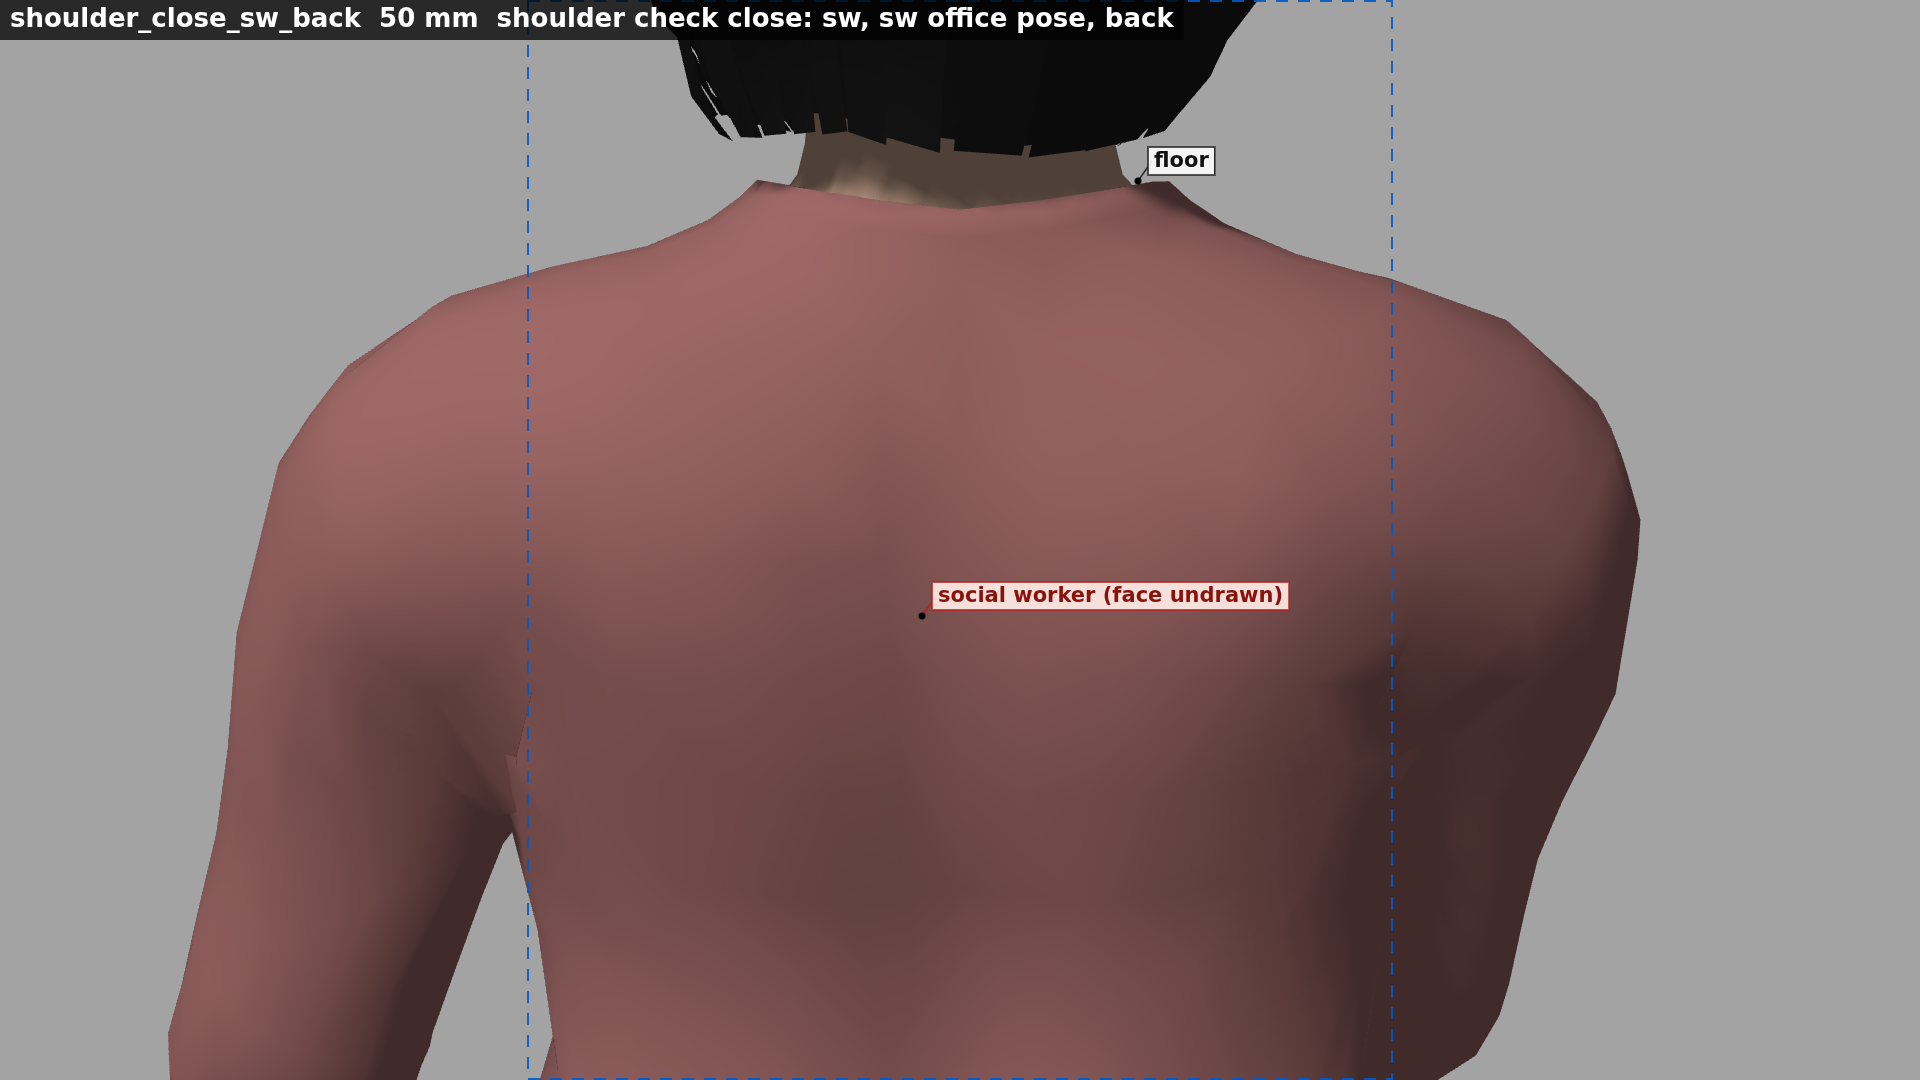 shoulder_close_sw_back  50 mm  shoulder check close: sw, sw office pose, back
floor
social worker (face undrawn)